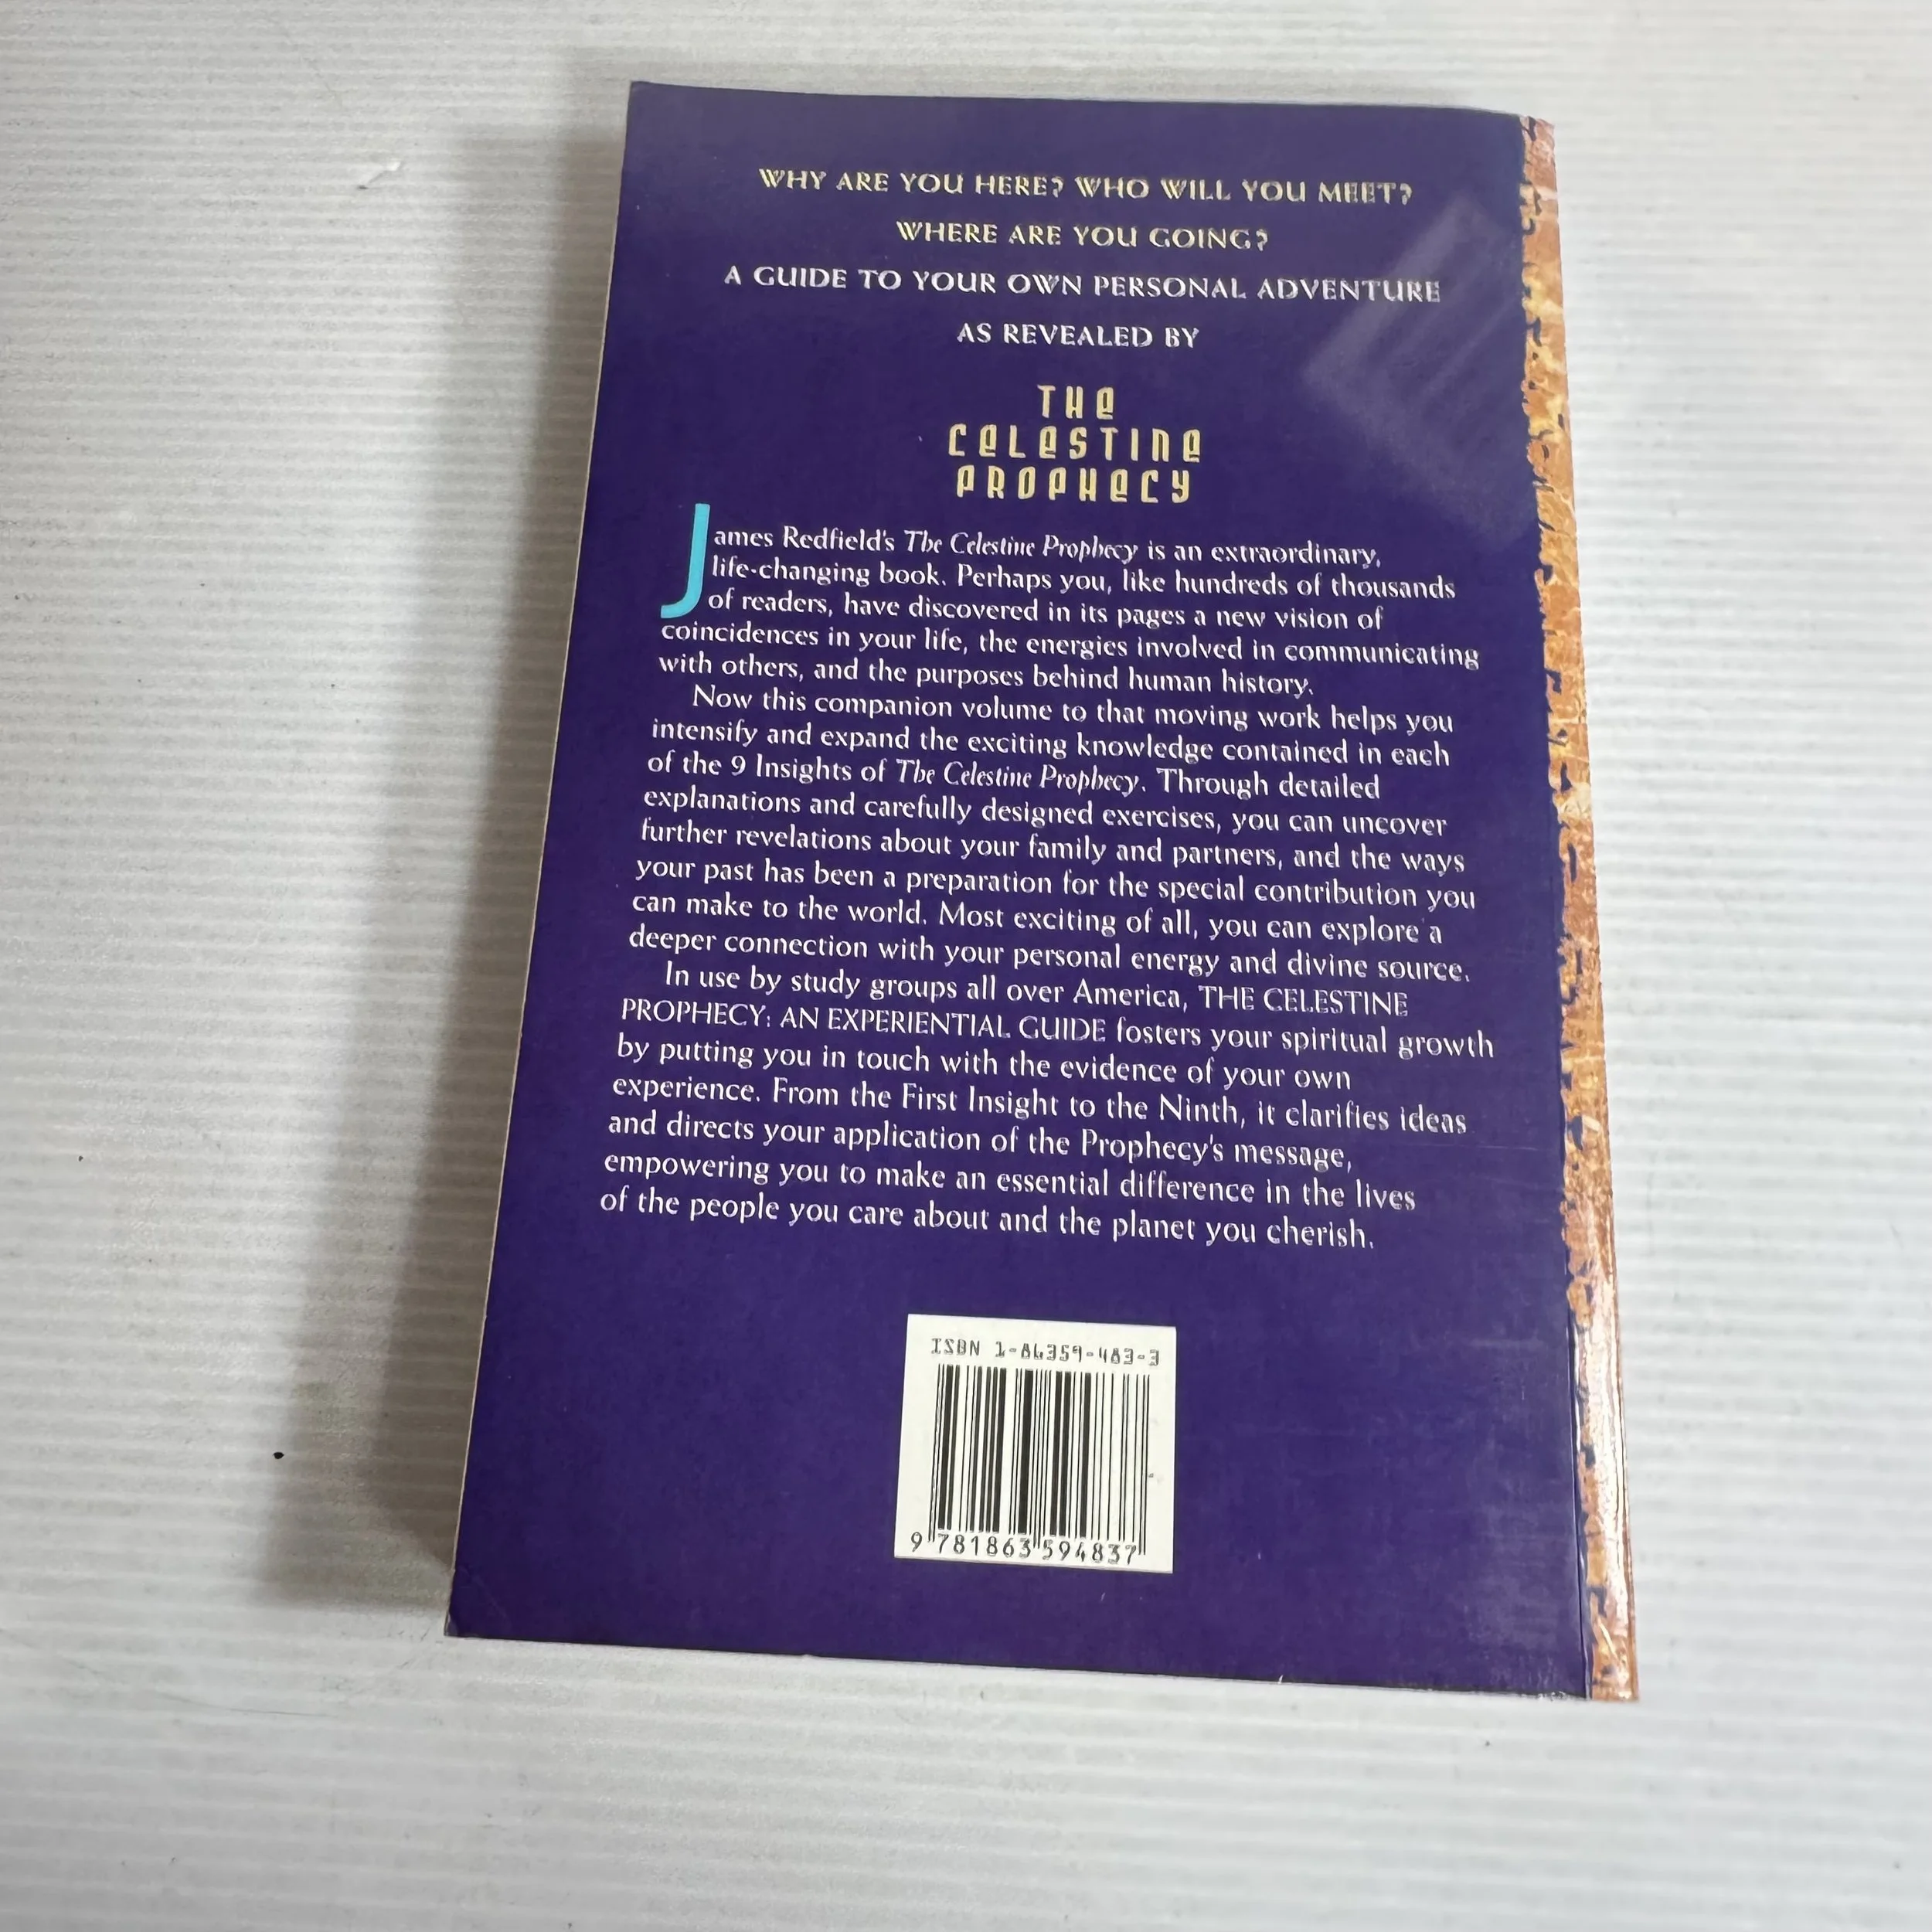 WHY ARE YOU HERE? WHO WILL YOU MEET?
WHERE ARE YOU GOING?
A GUIDE TO YOUR OWN PERSONAL ADVENTURE
AS REVEALED BY
THE
CELESTINE
PROPHECY
James Redfield's The Celestine Prophecy is an extraordinary,
life-changing book. Perhaps you, like hundreds of thousands
of readers, have discovered in its pages a new vision of
coincidences in your life, the energies involved in communicating
with others, and the purposes behind human history.
Now this companion volume to that moving work helps you
intensify and expand the exciting knowledge contained in each
of the 9 Insights of The Celestine Prophecy. Through detailed
explanations and carefully designed exercises, you can uncover
further revelations about your family and partners, and the ways
your past has been a preparation for the special contribution you
can make to the world. Most exciting of all, you can explore a
deeper connection with your personal energy and divine source.
In use by study groups all over America, THE CELESTINE
PROPHECY: AN EXPERIENTIAL GUIDE fosters your spiritual growth
by putting you in touch with the evidence of your own
experience. From the First Insight to the Ninth, it clarifies ideas
and directs your application of the Prophecy's message,
empowering you to make an essential difference in the lives
of the people you care about and the planet you cherish.
ISBN 1-86359-483-3
9 781863 594837